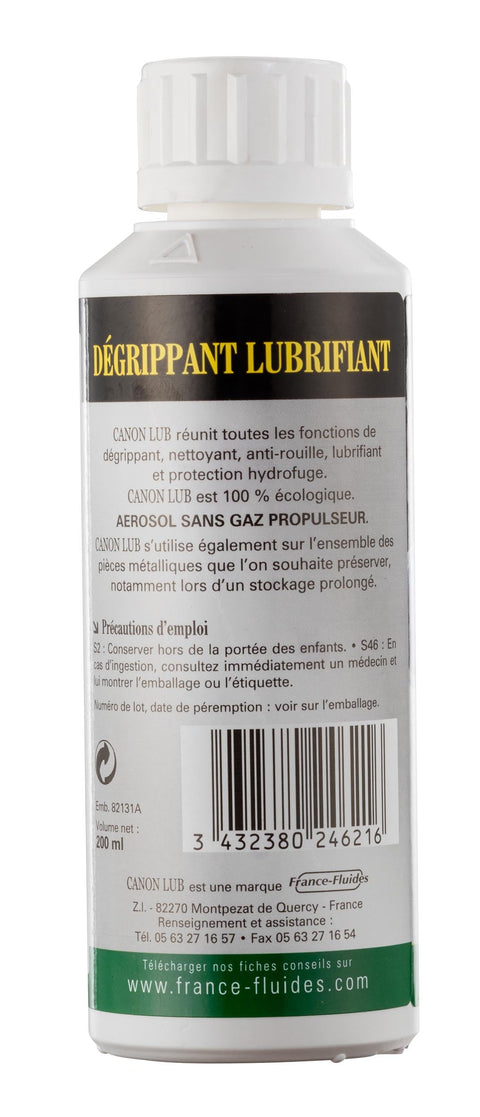 DÉGRIPPANT LUBRIFIANT
CANON LUB réunit toutes les fonctions de
dégrippant, nettoyant, anti-rouille, lubrifiant
et protection hydrofuge.
CANON LUB est 100 % écologique.
AEROSOL SANS GAZ PROPULSEUR.
CANON LUB s'utilise également sur l'ensemble des
pièces métalliques que l'on souhaite préserver,
notamment lors d'un stockage prolongé.
Précautions d'emploi
S2 : Conserver hors de la portée des enfants. • S46 : En
cas d'ingestion, consultez immédiatement un médecin et
lui montrer l'emballage ou l'étiquette.
Numéro de lot, date de péremption : voir sur l'emballage.
Emb. 82131A
Volume net :
200 ml
3 432380 246216
CANON LUB est une marque France-Fluides
Z.I. - 82270 Montpezat de Quercy - France
Renseignement et assistance :
Tél. 05 63 27 16 57 • Fax 05 63 27 16 54
Télécharger nos fiches conseils sur
www.france-fluides.com